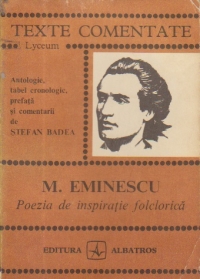 TEXTE COMENTATE
Lyceum
Antologie,
tabel cronologic,
prefață
și comentarii
de
ȘTEFAN BADEA
M. EMINESCU
Poezia de inspirație folclorică
EDITURA ALBATROS